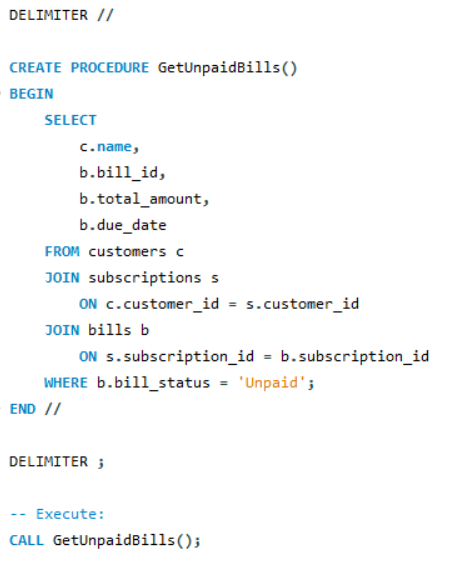 DELIMITER //
CREATE PROCEDURE GetUnpaidBills()
BEGIN
    SELECT
        c.name,
        b.bill_id,
        b.total_amount,
        b.due_date
    FROM customers c
    JOIN subscriptions s
        ON c.customer_id = s.customer_id
    JOIN bills b
        ON s.subscription_id = b.subscription_id
    WHERE b.bill_status = 'Unpaid';
END //
DELIMITER ;
-- Execute:
CALL GetUnpaidBills();